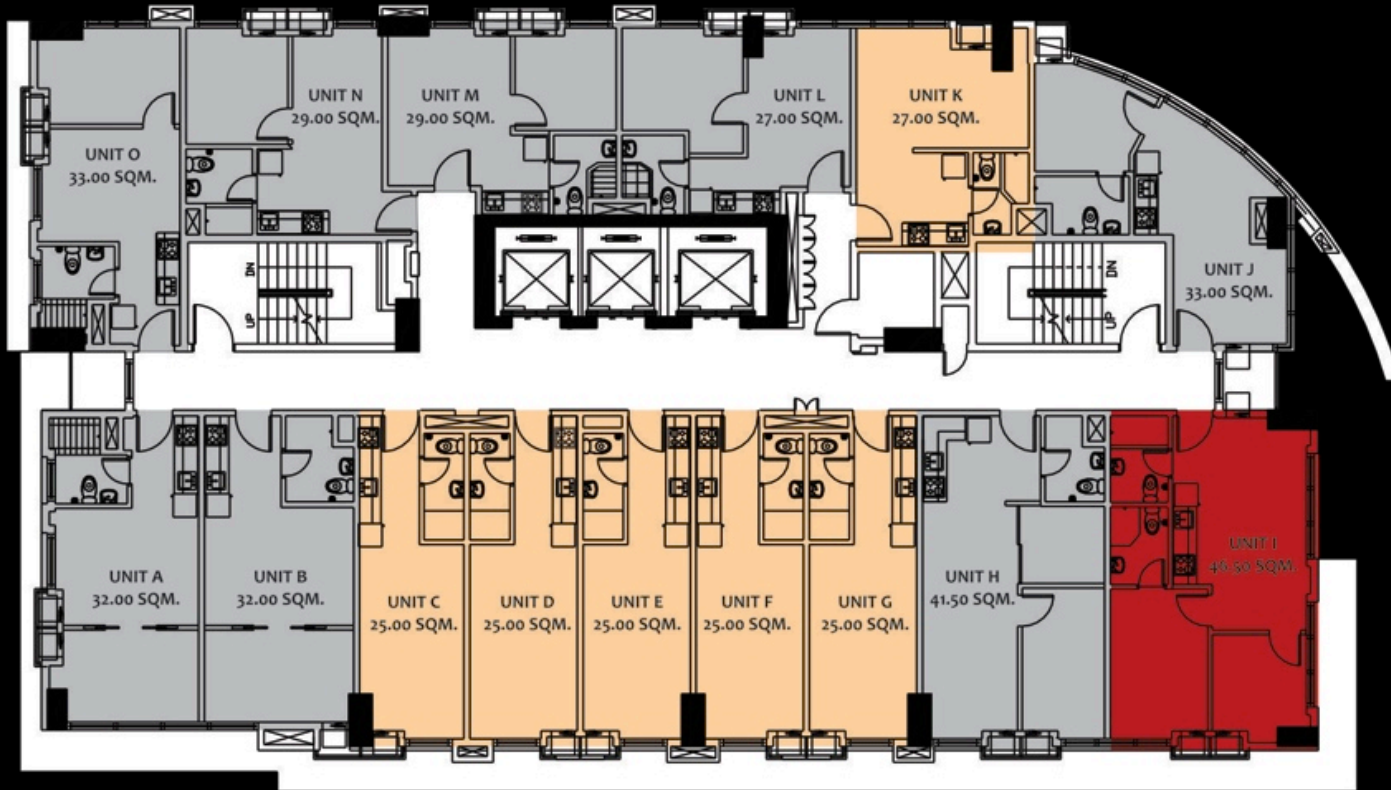 UNIT N
29.00 SQM.
UNIT M
29.00 SQM.
UNIT L
27.00 SQM.
UNIT K
27.00 SQM.
UNIT O
33.00 SQM.
DN
UP
DN
UP
UNIT J
33.00 SQM.
UNIT A
32.00 SQM.
UNIT B
32.00 SQM.
UNIT C
25.00 SQM.
UNIT D
25.00 SQM.
UNIT E
25.00 SQM.
UNIT F
25.00 SQM.
UNIT G
25.00 SQM.
UNIT H
41.50 SQM.
UNIT I
46.50 SQM.